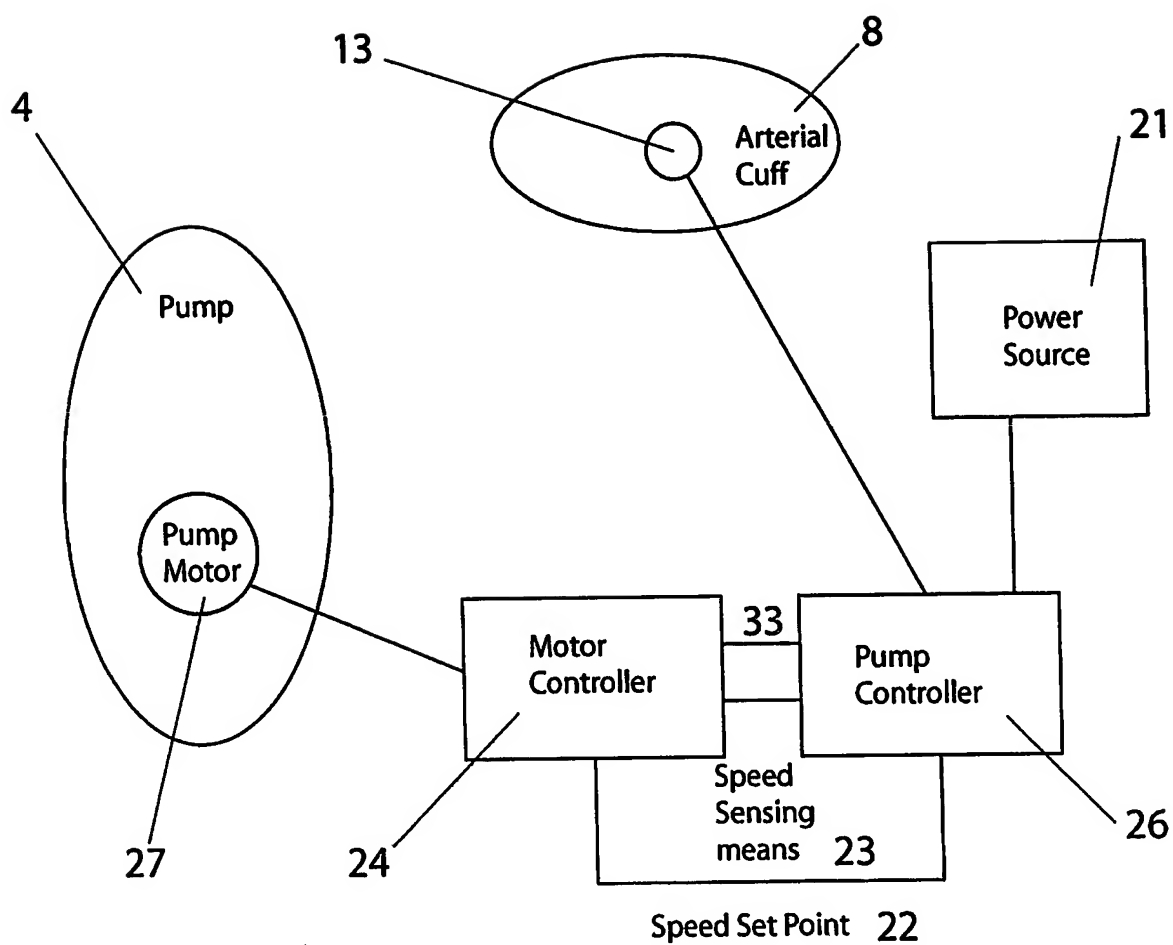 13
8
4
Arterial
Cuff
21
Pump
Power
Source
Pump
Motor
33
Motor
Controller
Pump
Controller
Speed
Sensing
means 23
27
24
26
Speed Set Point 22